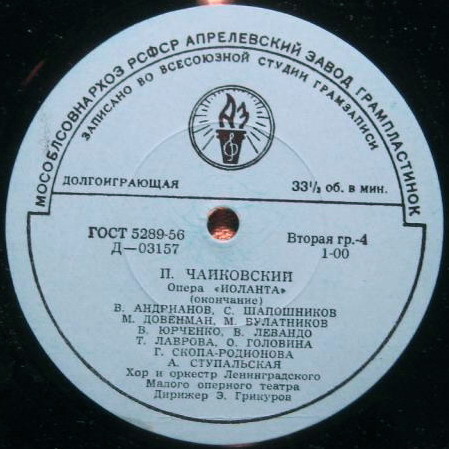 МОСОБЛСОВНАРХОЗ РСФСР АПРЕЛЕВСКИЙ ЗАВОД ГРАМПЛАСТИНОК
ЗАПИСАНО ВО ВСЕСОЮЗНОЙ СТУДИИ ГРАМЗАПИСИ
АЗ
ДОЛГОИГРАЮЩАЯ 33⅓ об. в мин.
ГОСТ 5289-56 Вторая гр.-4
Д—03157 1-00
П. ЧАЙКОВСКИЙ
Опера «ИОЛАНТА»
(окончание)
В. АНДРИАНОВ, С. ШАПОШНИКОВ
М. ДОВЕНМАН, М. БУЛАТНИКОВ
В. ЮРЧЕНКО, В. ЛЕВАНДО
Т. ЛАВРОВА, О. ГОЛОВИНА
Г. СКОПА-РОДИОНОВА
А. СТУПАЛЬСКАЯ
Хор и оркестр Ленинградского
Малого оперного театра
Дирижер Э. Грикуров